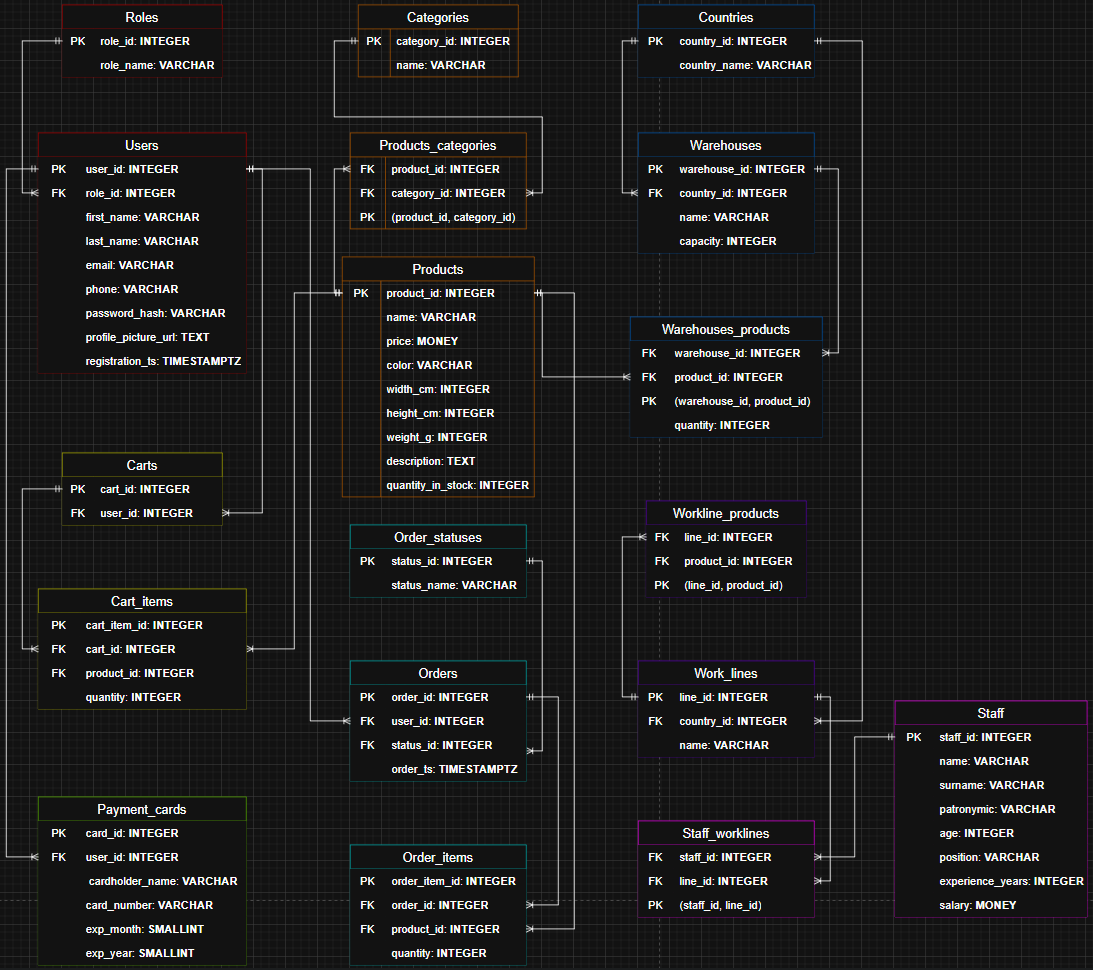 Roles
PK role_id: INTEGER
role_name: VARCHAR
Categories
PK category_id: INTEGER
name: VARCHAR
Countries
PK country_id: INTEGER
country_name: VARCHAR
Users
PK user_id: INTEGER
FK role_id: INTEGER
first_name: VARCHAR
last_name: VARCHAR
email: VARCHAR
phone: VARCHAR
password_hash: VARCHAR
profile_picture_url: TEXT
registration_ts: TIMESTAMPTZ
Products_categories
FK product_id: INTEGER
FK category_id: INTEGER
PK (product_id, category_id)
Warehouses
PK warehouse_id: INTEGER
FK country_id: INTEGER
name: VARCHAR
capacity: INTEGER
Products
PK product_id: INTEGER
name: VARCHAR
price: MONEY
color: VARCHAR
width_cm: INTEGER
height_cm: INTEGER
weight_g: INTEGER
description: TEXT
quantity_in_stock: INTEGER
Warehouses_products
FK warehouse_id: INTEGER
FK product_id: INTEGER
PK (warehouse_id, product_id)
quantity: INTEGER
Carts
PK cart_id: INTEGER
FK user_id: INTEGER
Order_statuses
PK status_id: INTEGER
status_name: VARCHAR
Workline_products
FK line_id: INTEGER
FK product_id: INTEGER
PK (line_id, product_id)
Cart_items
PK cart_item_id: INTEGER
FK cart_id: INTEGER
FK product_id: INTEGER
quantity: INTEGER
Orders
PK order_id: INTEGER
FK user_id: INTEGER
FK status_id: INTEGER
order_ts: TIMESTAMPTZ
Work_lines
PK line_id: INTEGER
FK country_id: INTEGER
name: VARCHAR
Staff
PK staff_id: INTEGER
name: VARCHAR
surname: VARCHAR
patronymic: VARCHAR
age: INTEGER
position: VARCHAR
experience_years: INTEGER
salary: MONEY
Payment_cards
PK card_id: INTEGER
FK user_id: INTEGER
cardholder_name: VARCHAR
card_number: VARCHAR
exp_month: SMALLINT
exp_year: SMALLINT
Order_items
PK order_item_id: INTEGER
FK order_id: INTEGER
FK product_id: INTEGER
quantity: INTEGER
Staff_worklines
FK staff_id: INTEGER
FK line_id: INTEGER
PK (staff_id, line_id)